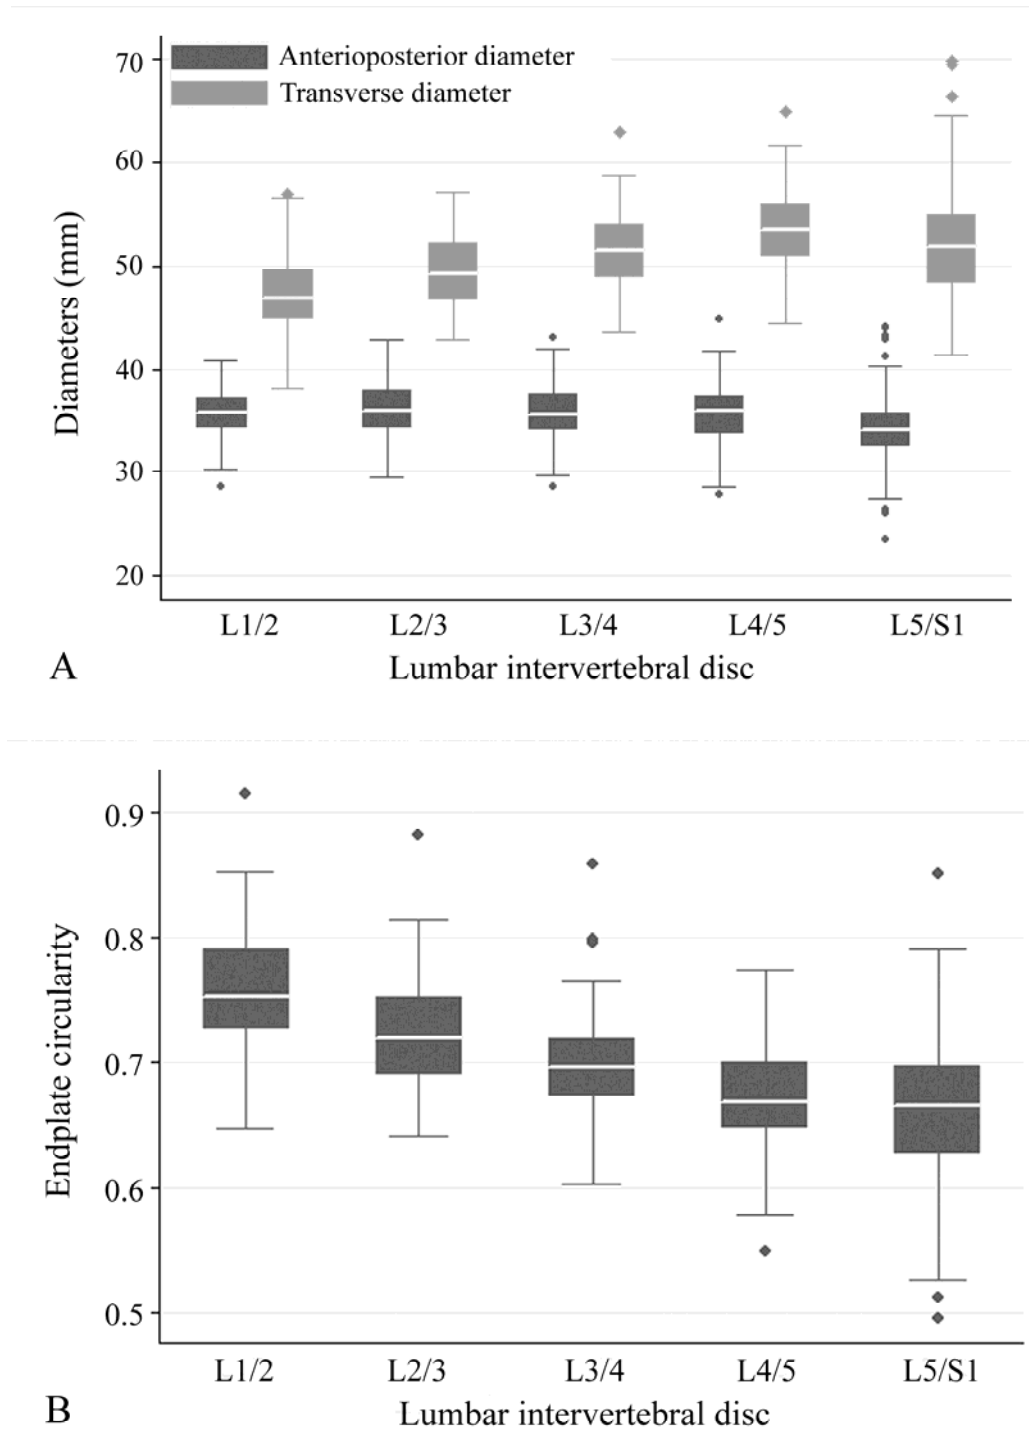 Anterioposterior diameter
Transverse diameter
70
60
50
40
30
20
Diameters (mm)
L1/2 L2/3 L3/4 L4/5 L5/S1
Lumbar intervertebral disc
A
0.9
0.8
0.7
0.6
0.5
Endplate circularity
L1/2 L2/3 L3/4 L4/5 L5/S1
Lumbar intervertebral disc
B